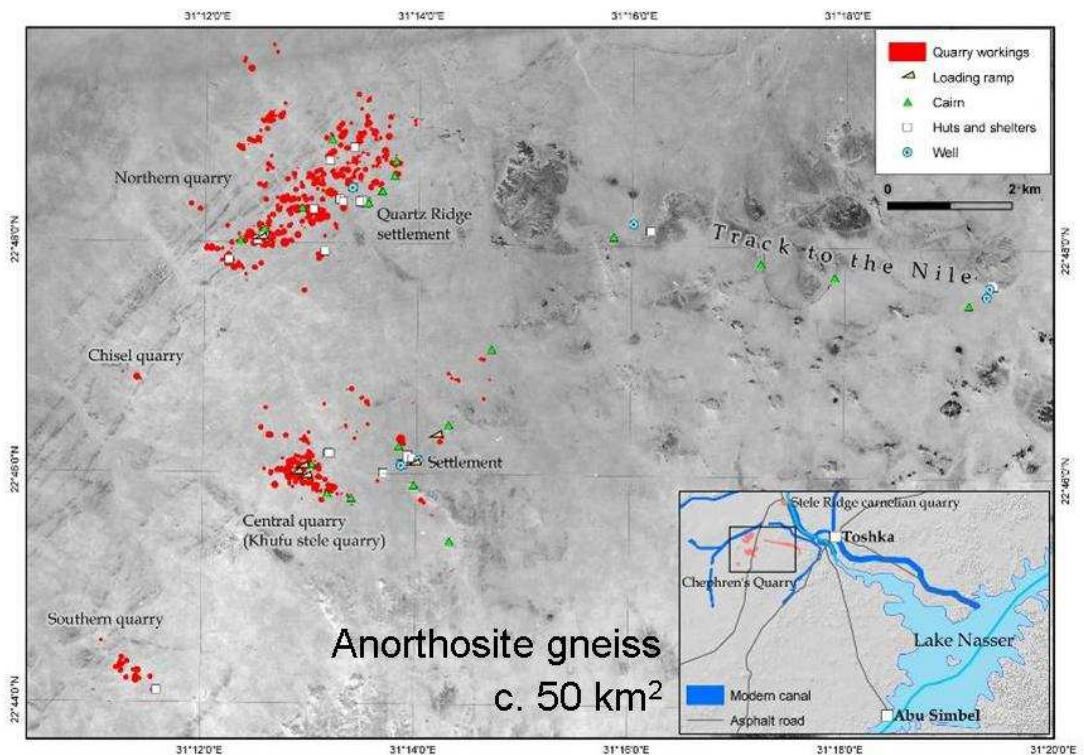 31°12'0"E
31°14'0"E
31°16'0"E
31°18'0"E
Quarry workings
Loading ramp
Cairn
Huts and shelters
Well
0 2 km
Northern quarry
Quartz Ridge
settlement
22°48'0"N
22°48'0"N
Track to the Nile
Chisel quarry
Settlement
22°46'0"N
22°46'0"N
Central quarry
(Khufu stele quarry)
Stele Ridge carnelian quarry
Toshka
Chephren's Quarry
Southern quarry
Anorthosite gneiss
c. 50 km²
Lake Nasser
Modern canal
Asphalt road
Abu Simbel
22°44'0"N
31°12'0"E
31°14'0"E
31°18'0"E
31°20'0"E